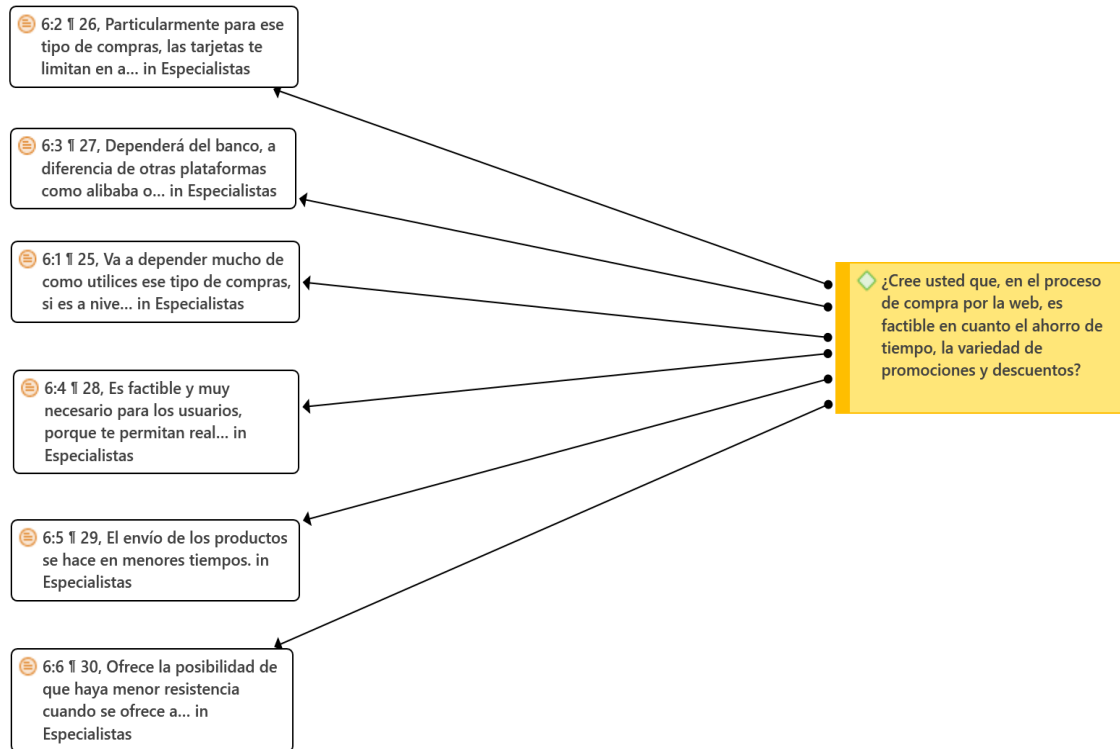 6:2 ¶ 26, Particularmente para ese
tipo de compras, las tarjetas te
limitan en a... in Especialistas
6:3 ¶ 27, Dependerá del banco, a
diferencia de otras plataformas
como alibaba o... in Especialistas
6:1 ¶ 25, Va a depender mucho de
como utilices ese tipo de compras,
si es a nive... in Especialistas
6:4 ¶ 28, Es factible y muy
necesario para los usuarios,
porque te permitan real... in
Especialistas
6:5 ¶ 29, El envío de los productos
se hace en menores tiempos. in
Especialistas
6:6 ¶ 30, Ofrece la posibilidad de
que haya menor resistencia
cuando se ofrece a... in
Especialistas
¿Cree usted que, en el proceso
de compra por la web, es
factible en cuanto el ahorro de
tiempo, la variedad de
promociones y descuentos?